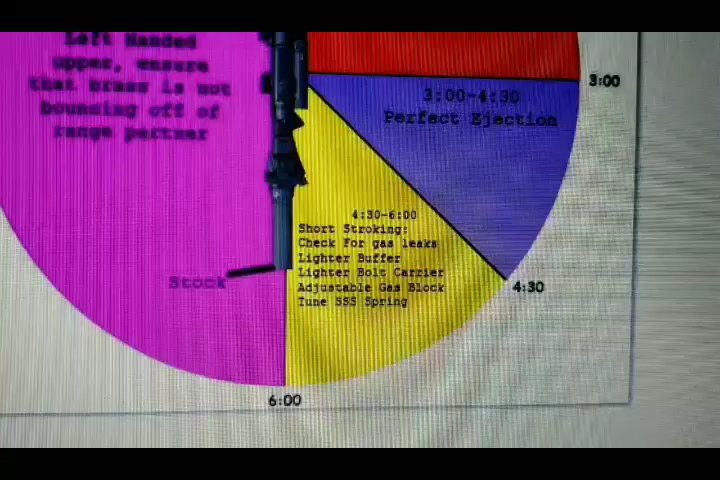 Left Handed
upper, ensure
that brass is not
bouncing off of
range partner
3:00
3:00-4:30
Perfect Ejection
4:30-6:00
Short Stroking:
Check For gas leaks
Lighter Buffer
Lighter Bolt Carrier
Adjustable Gas Block
Tune SSS Spring
Stock
4:30
6:00